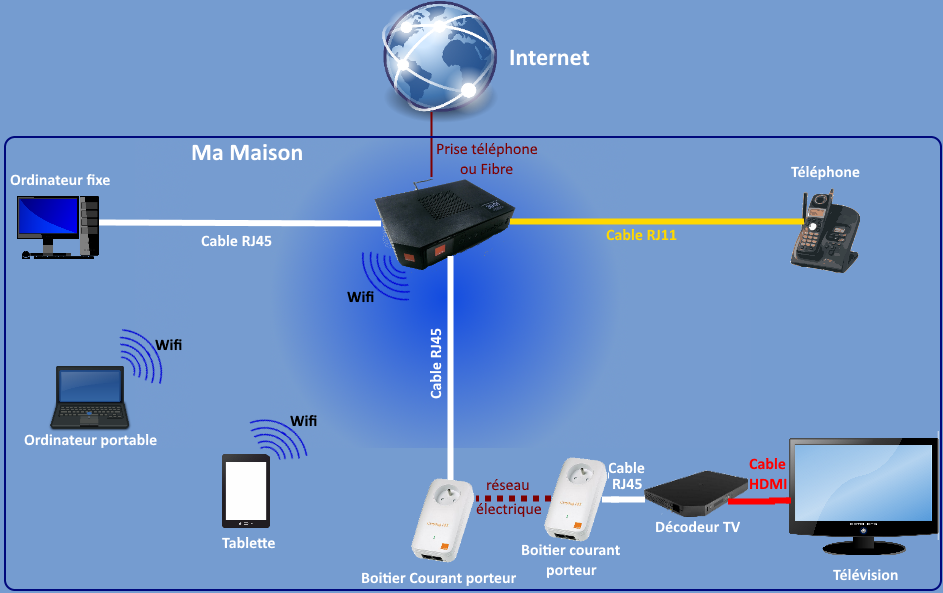 Internet
Prise téléphone
ou Fibre
Ma Maison
Ordinateur fixe
Téléphone
Cable RJ45
Cable RJ11
Wifi
Cable RJ45
Wifi
Ordinateur portable
Wifi
Tablette
réseau
électrique
Cable
RJ45
Cable
HDMI
Décodeur TV
Boitier Courant porteur
Boitier courant
porteur
Télévision